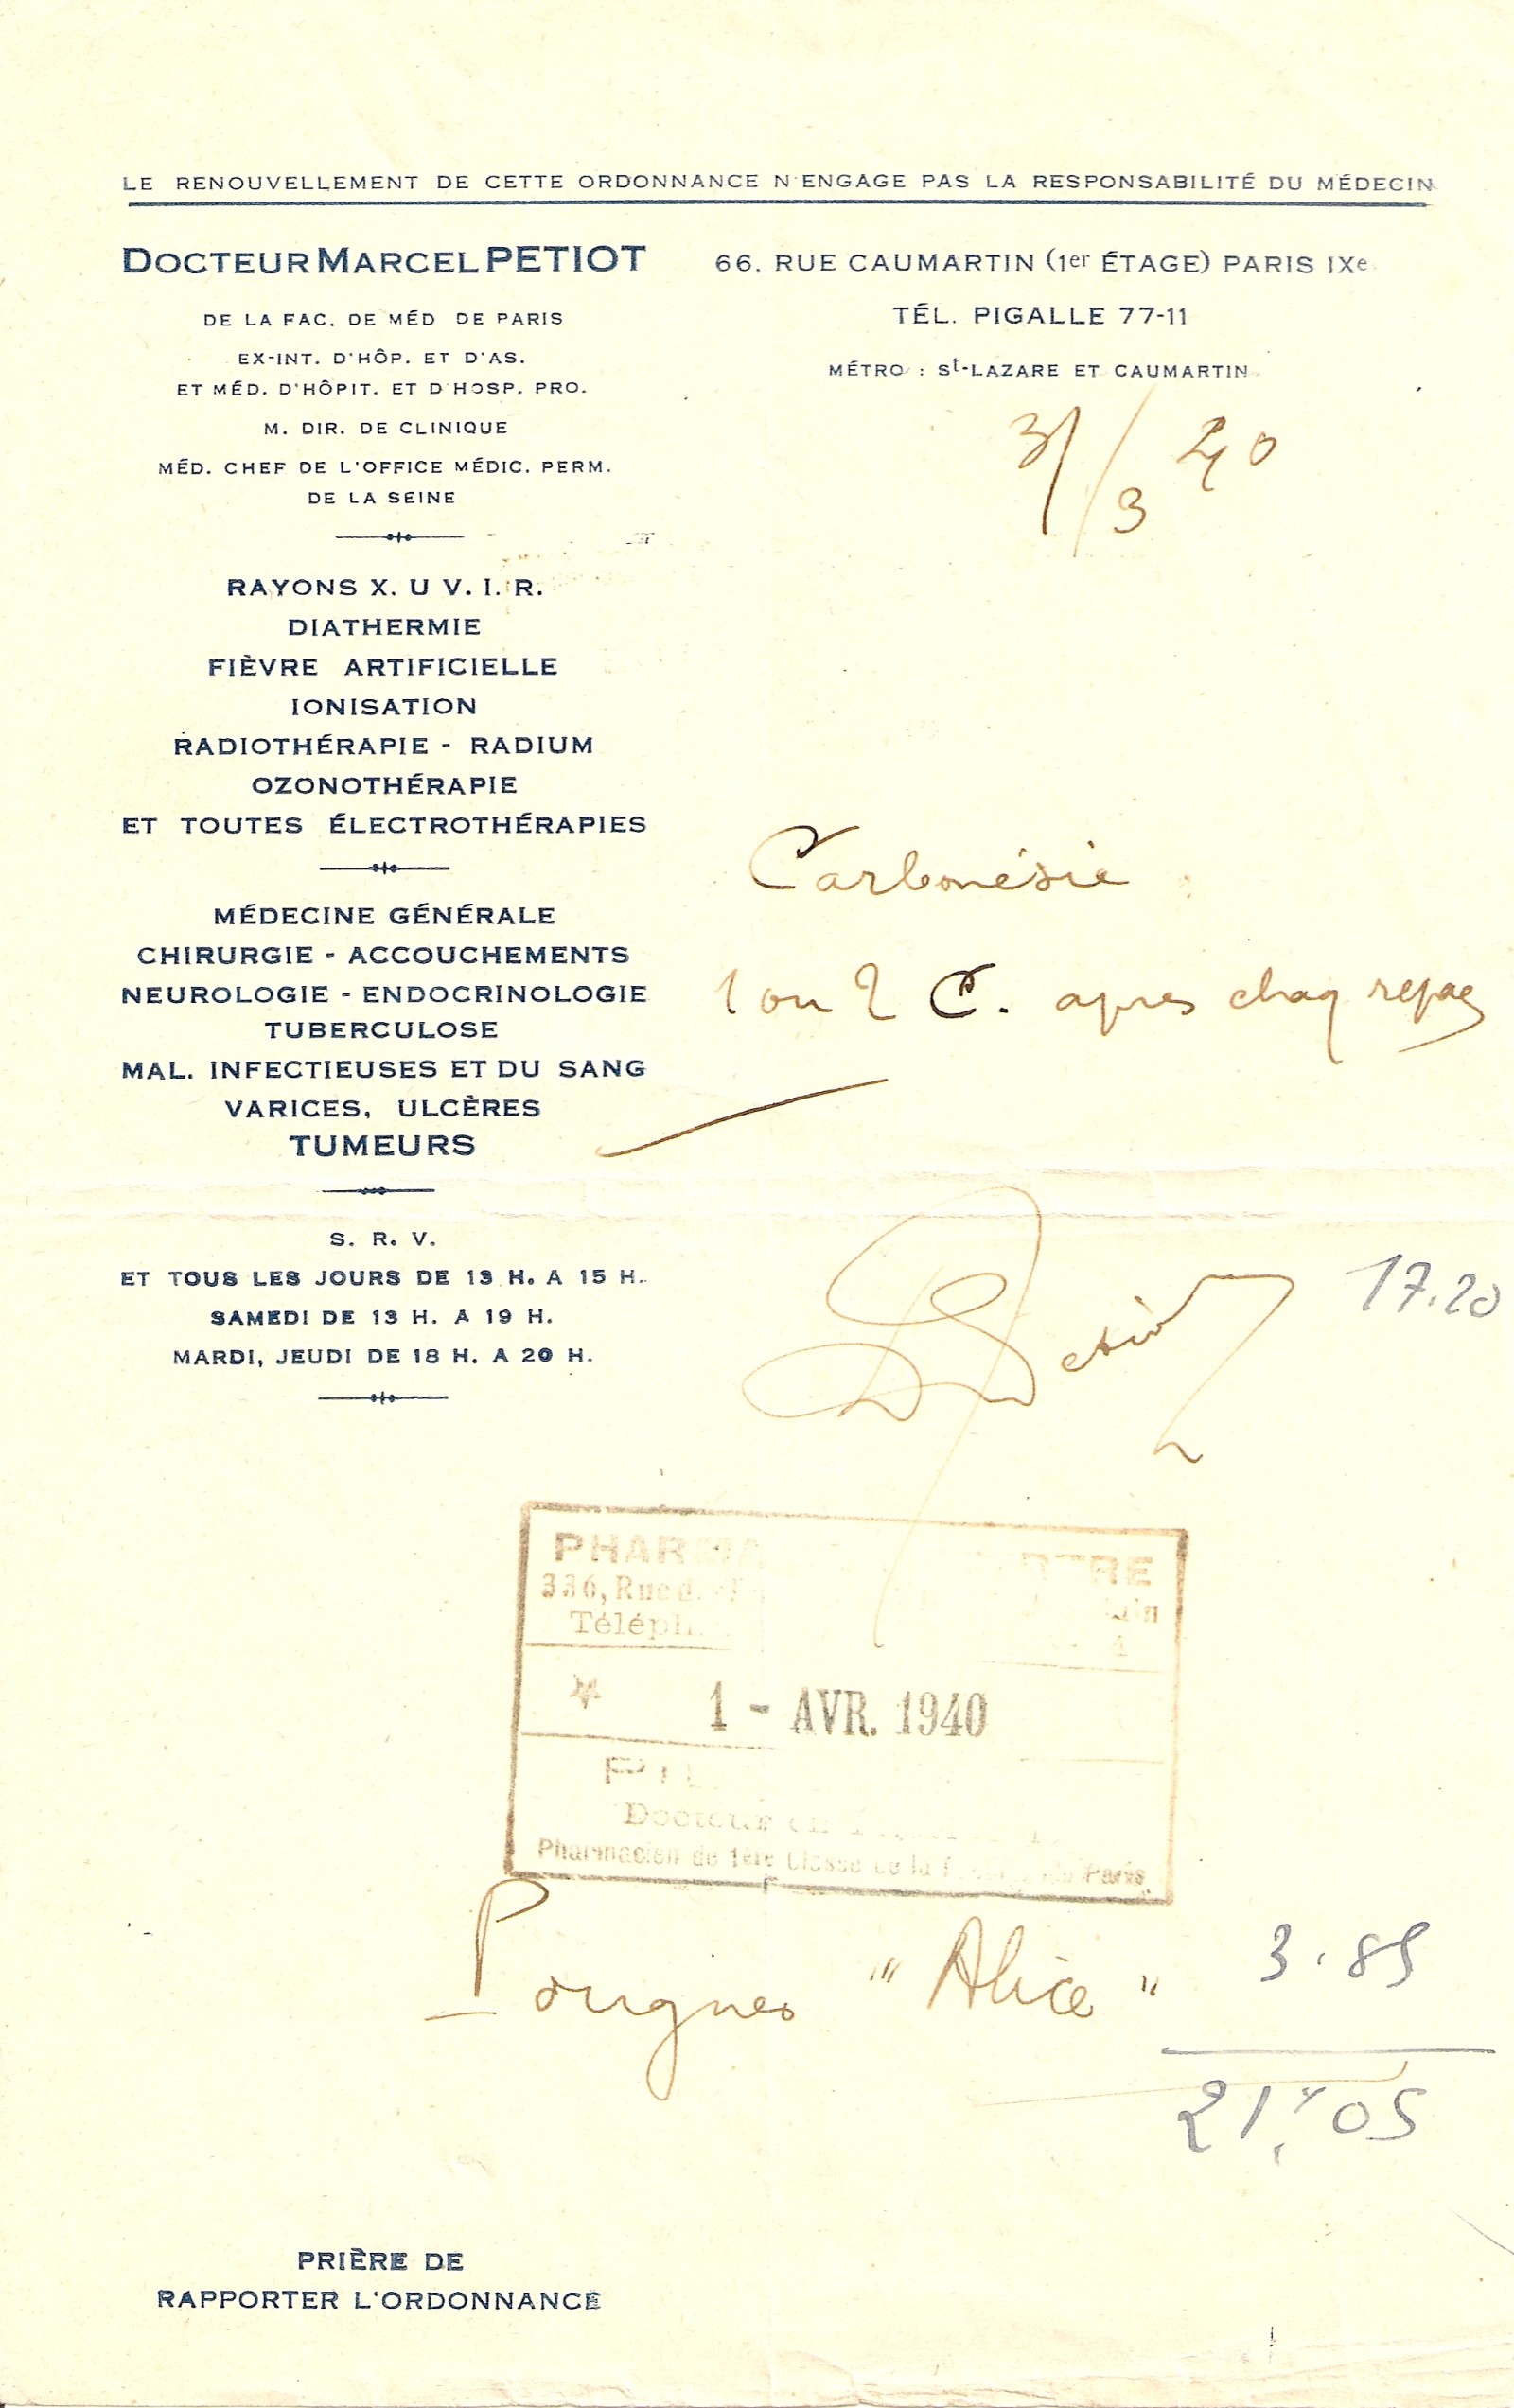 LE RENOUVELLEMENT DE CETTE ORDONNANCE N'ENGAGE PAS LA RESPONSABILITÉ DU MÉDECIN
DOCTEUR MARCEL PETIOT
DE LA FAC. DE MÉD DE PARIS
EX-INT. D'HÔP. ET D'AS.
ET MÉD. D'HÔPIT. ET D'HOSP. PRO.
M. DIR. DE CLINIQUE
MÉD. CHEF DE L'OFFICE MÉDIC. PERM.
DE LA SEINE
66. RUE CAUMARTIN (1er ÉTAGE) PARIS IXe
TÉL. PIGALLE 77-11
MÉTRO : St-LAZARE ET CAUMARTIN
31/3 40
RAYONS X. U V. I. R.
DIATHERMIE
FIÈVRE ARTIFICIELLE
IONISATION
RADIOTHÉRAPIE - RADIUM
OZONOTHÉRAPIE
ET TOUTES ÉLECTROTHÉRAPIES
MÉDECINE GÉNÉRALE
CHIRURGIE - ACCOUCHEMENTS
NEUROLOGIE - ENDOCRINOLOGIE
TUBERCULOSE
MAL. INFECTIEUSES ET DU SANG
VARICES, ULCÈRES
TUMEURS
S. R. V.
ET TOUS LES JOURS DE 13 H. A 15 H.
SAMEDI DE 13 H. A 19 H.
MARDI, JEUDI DE 18 H. A 20 H.
Carbonésie
1 ou 2 C. apres chaq repas
17.20
336, Rue
1 - AVR. 1940
Docteur
Pharmacien de 1ère Classe de la Paris
Pougues "Alice" 3.85
21,05
PRIÈRE DE
RAPPORTER L'ORDONNANCE